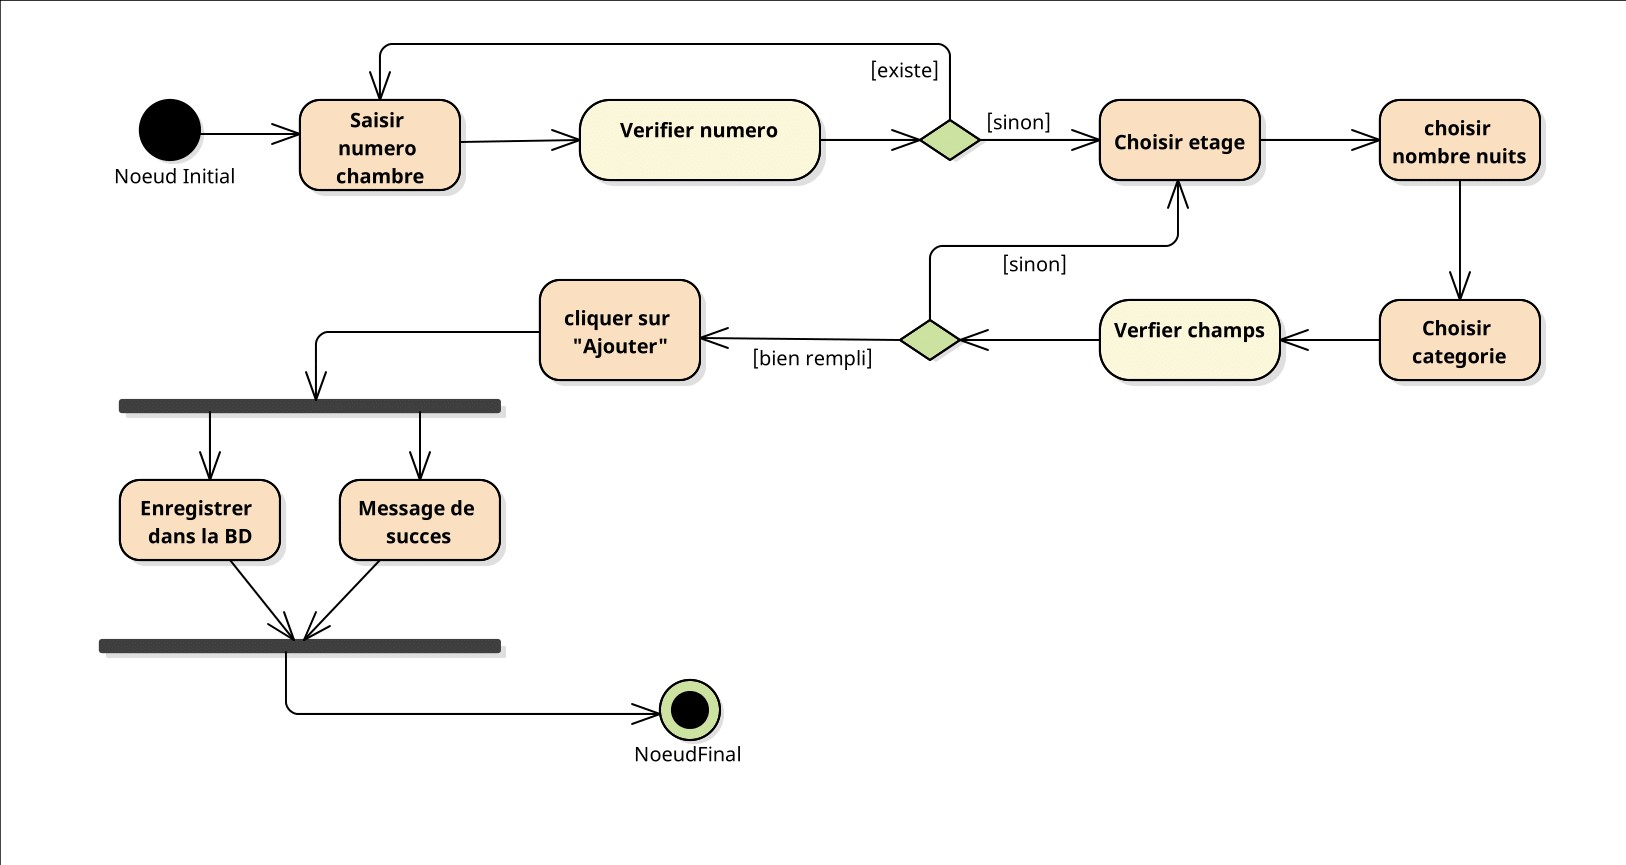 [existe]
Noeud Initial
Saisir
numero
chambre
Verifier numero
[sinon]
Choisir etage
choisir
nombre nuits
[sinon]
cliquer sur
"Ajouter"
[bien rempli]
Verfier champs
Choisir
categorie
Enregistrer
dans la BD
Message de
succes
NoeudFinal